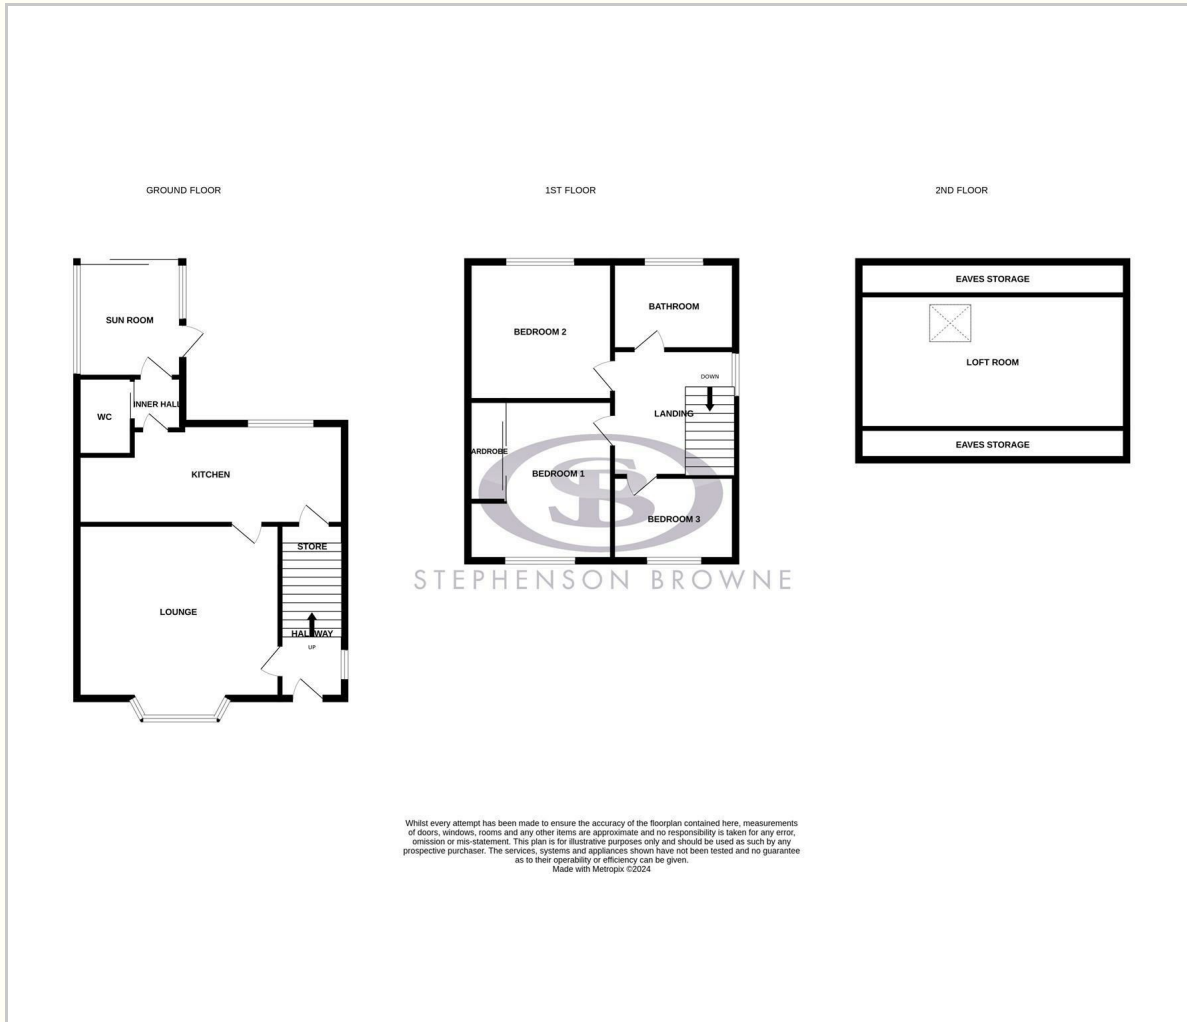 GROUND FLOOR
SUN ROOM
INNER HALL
WC
KITCHEN
STORE
LOUNGE
HALLWAY
UP
1ST FLOOR
BATHROOM
BEDROOM 2
DOWN
LANDING
ARDROBE
BEDROOM 1
BEDROOM 3
SB
STEPHENSON BROWNE
2ND FLOOR
EAVES STORAGE
LOFT ROOM
EAVES STORAGE
Whilst every attempt has been made to ensure the accuracy of the floorplan contained here, measurements
of doors, windows, rooms and any other items are approximate and no responsibility is taken for any error,
omission or mis-statement. This plan is for illustrative purposes only and should be used as such by any
prospective purchaser. The services, systems and appliances shown have not been tested and no guarantee
as to their operability or efficiency can be given.
Made with Metropix ©2024